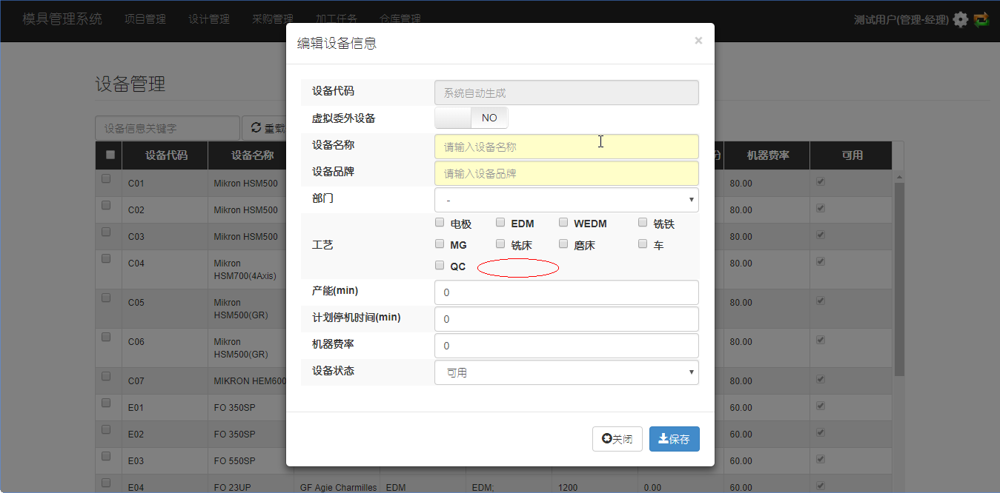 模具管理系统 项目管理 设计管理 采购管理 加工任务 仓库管理 测试用户(管理-经理)
编辑设备信息 ×
设备管理
设备代码 系统自动生成
虚拟委外设备 NO
设备信息关键字 重载
设备名称 请输入设备名称
设备代码 设备名称 机器费率 可用
设备品牌 请输入设备品牌
C01 Mikron HSM500 80.00
部门 -
C02 Mikron HSM500 80.00
工艺
电极 EDM WEDM 铣铁
MG 铣床 磨床 车
QC
C03 Mikron HSM500 80.00
C04 Mikron HSM700(4Axis) 80.00
产能(min) 0
C05 Mikron HSM500(GR) 80.00
计划停机时间(min) 0
机器费率 0
C06 Mikron HSM500(GR) 80.00
设备状态 可用
C07 MIKRON HEM600 80.00
E01 FO 350SP 60.00
E02 FO 350SP 60.00
关闭 保存
E03 FO 550SP 60.00
E04 FO 23UP GF Agie Charmilles EDM EDM; 1200 0.00 60.00